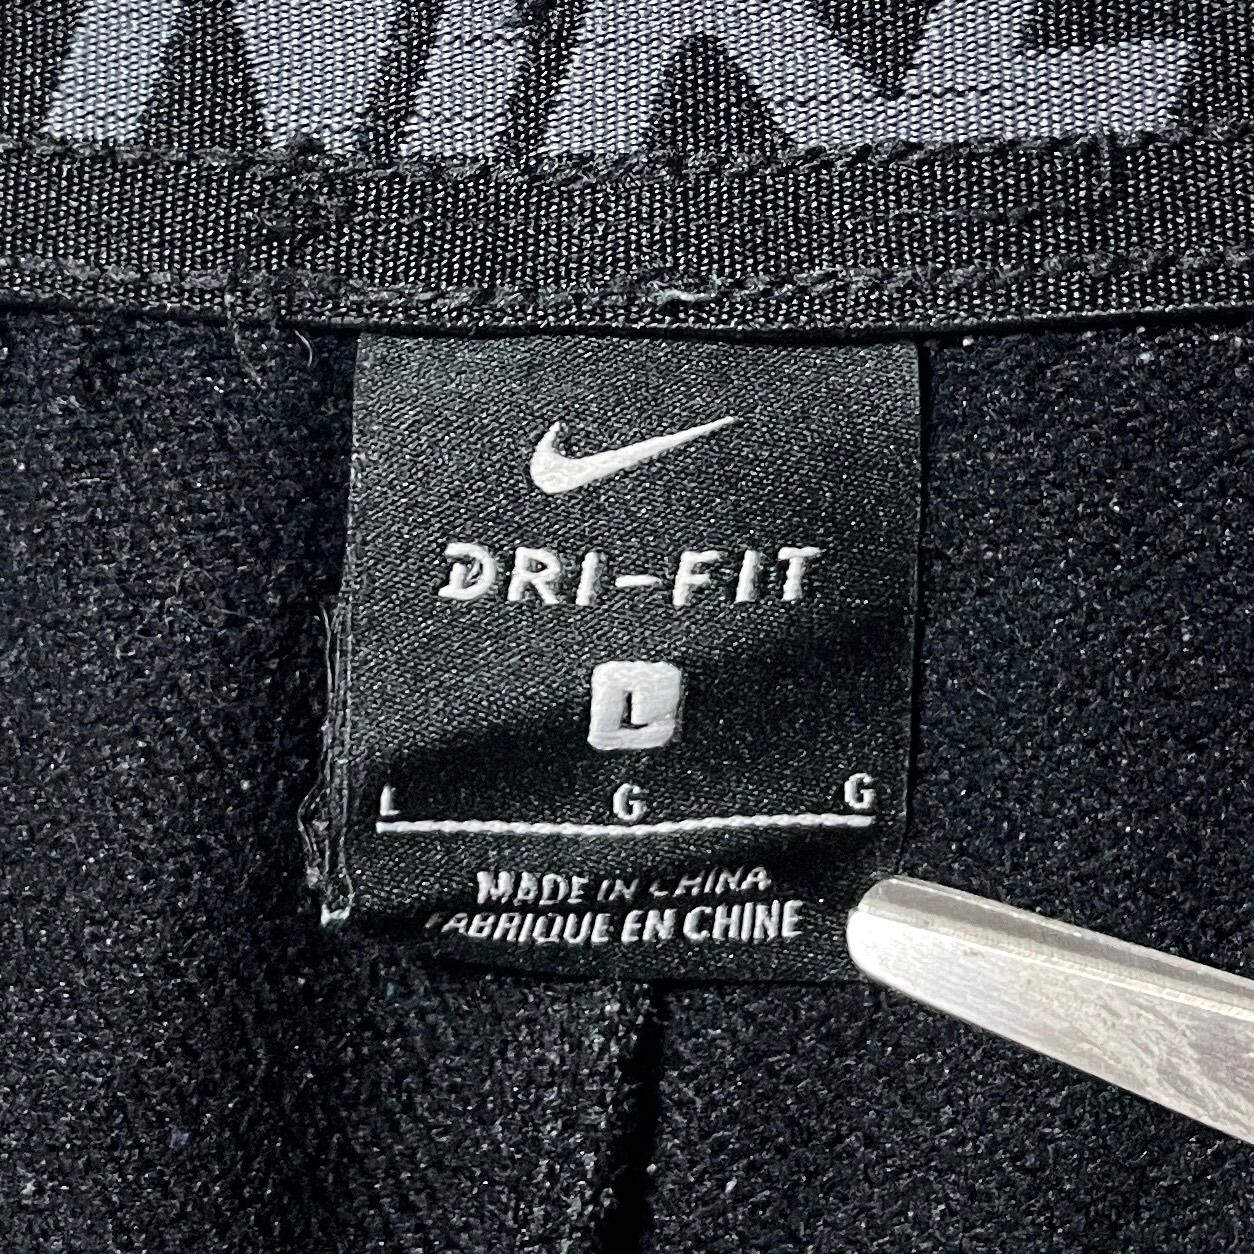 DRI-FIT
L
L G G
MADE IN CHINA
FABRIQUE EN CHINE